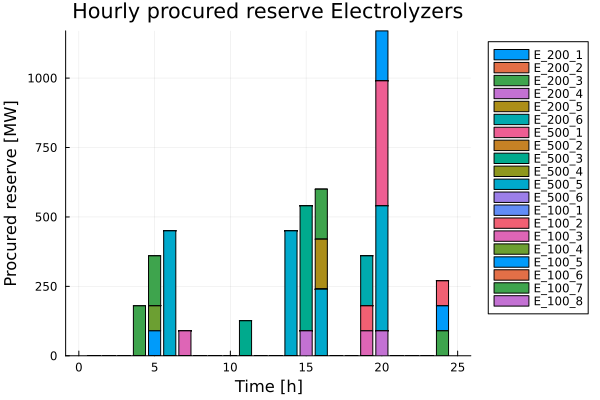 Hourly procured reserve Electrolyzers
Procured reserve [MW]
1000
750
500
250
0
0 5 10 15 20 25
Time [h]
E_200_1
E_200_2
E_200_3
E_200_4
E_200_5
E_200_6
E_500_1
E_500_2
E_500_3
E_500_4
E_500_5
E_500_6
E_100_1
E_100_2
E_100_3
E_100_4
E_100_5
E_100_6
E_100_7
E_100_8